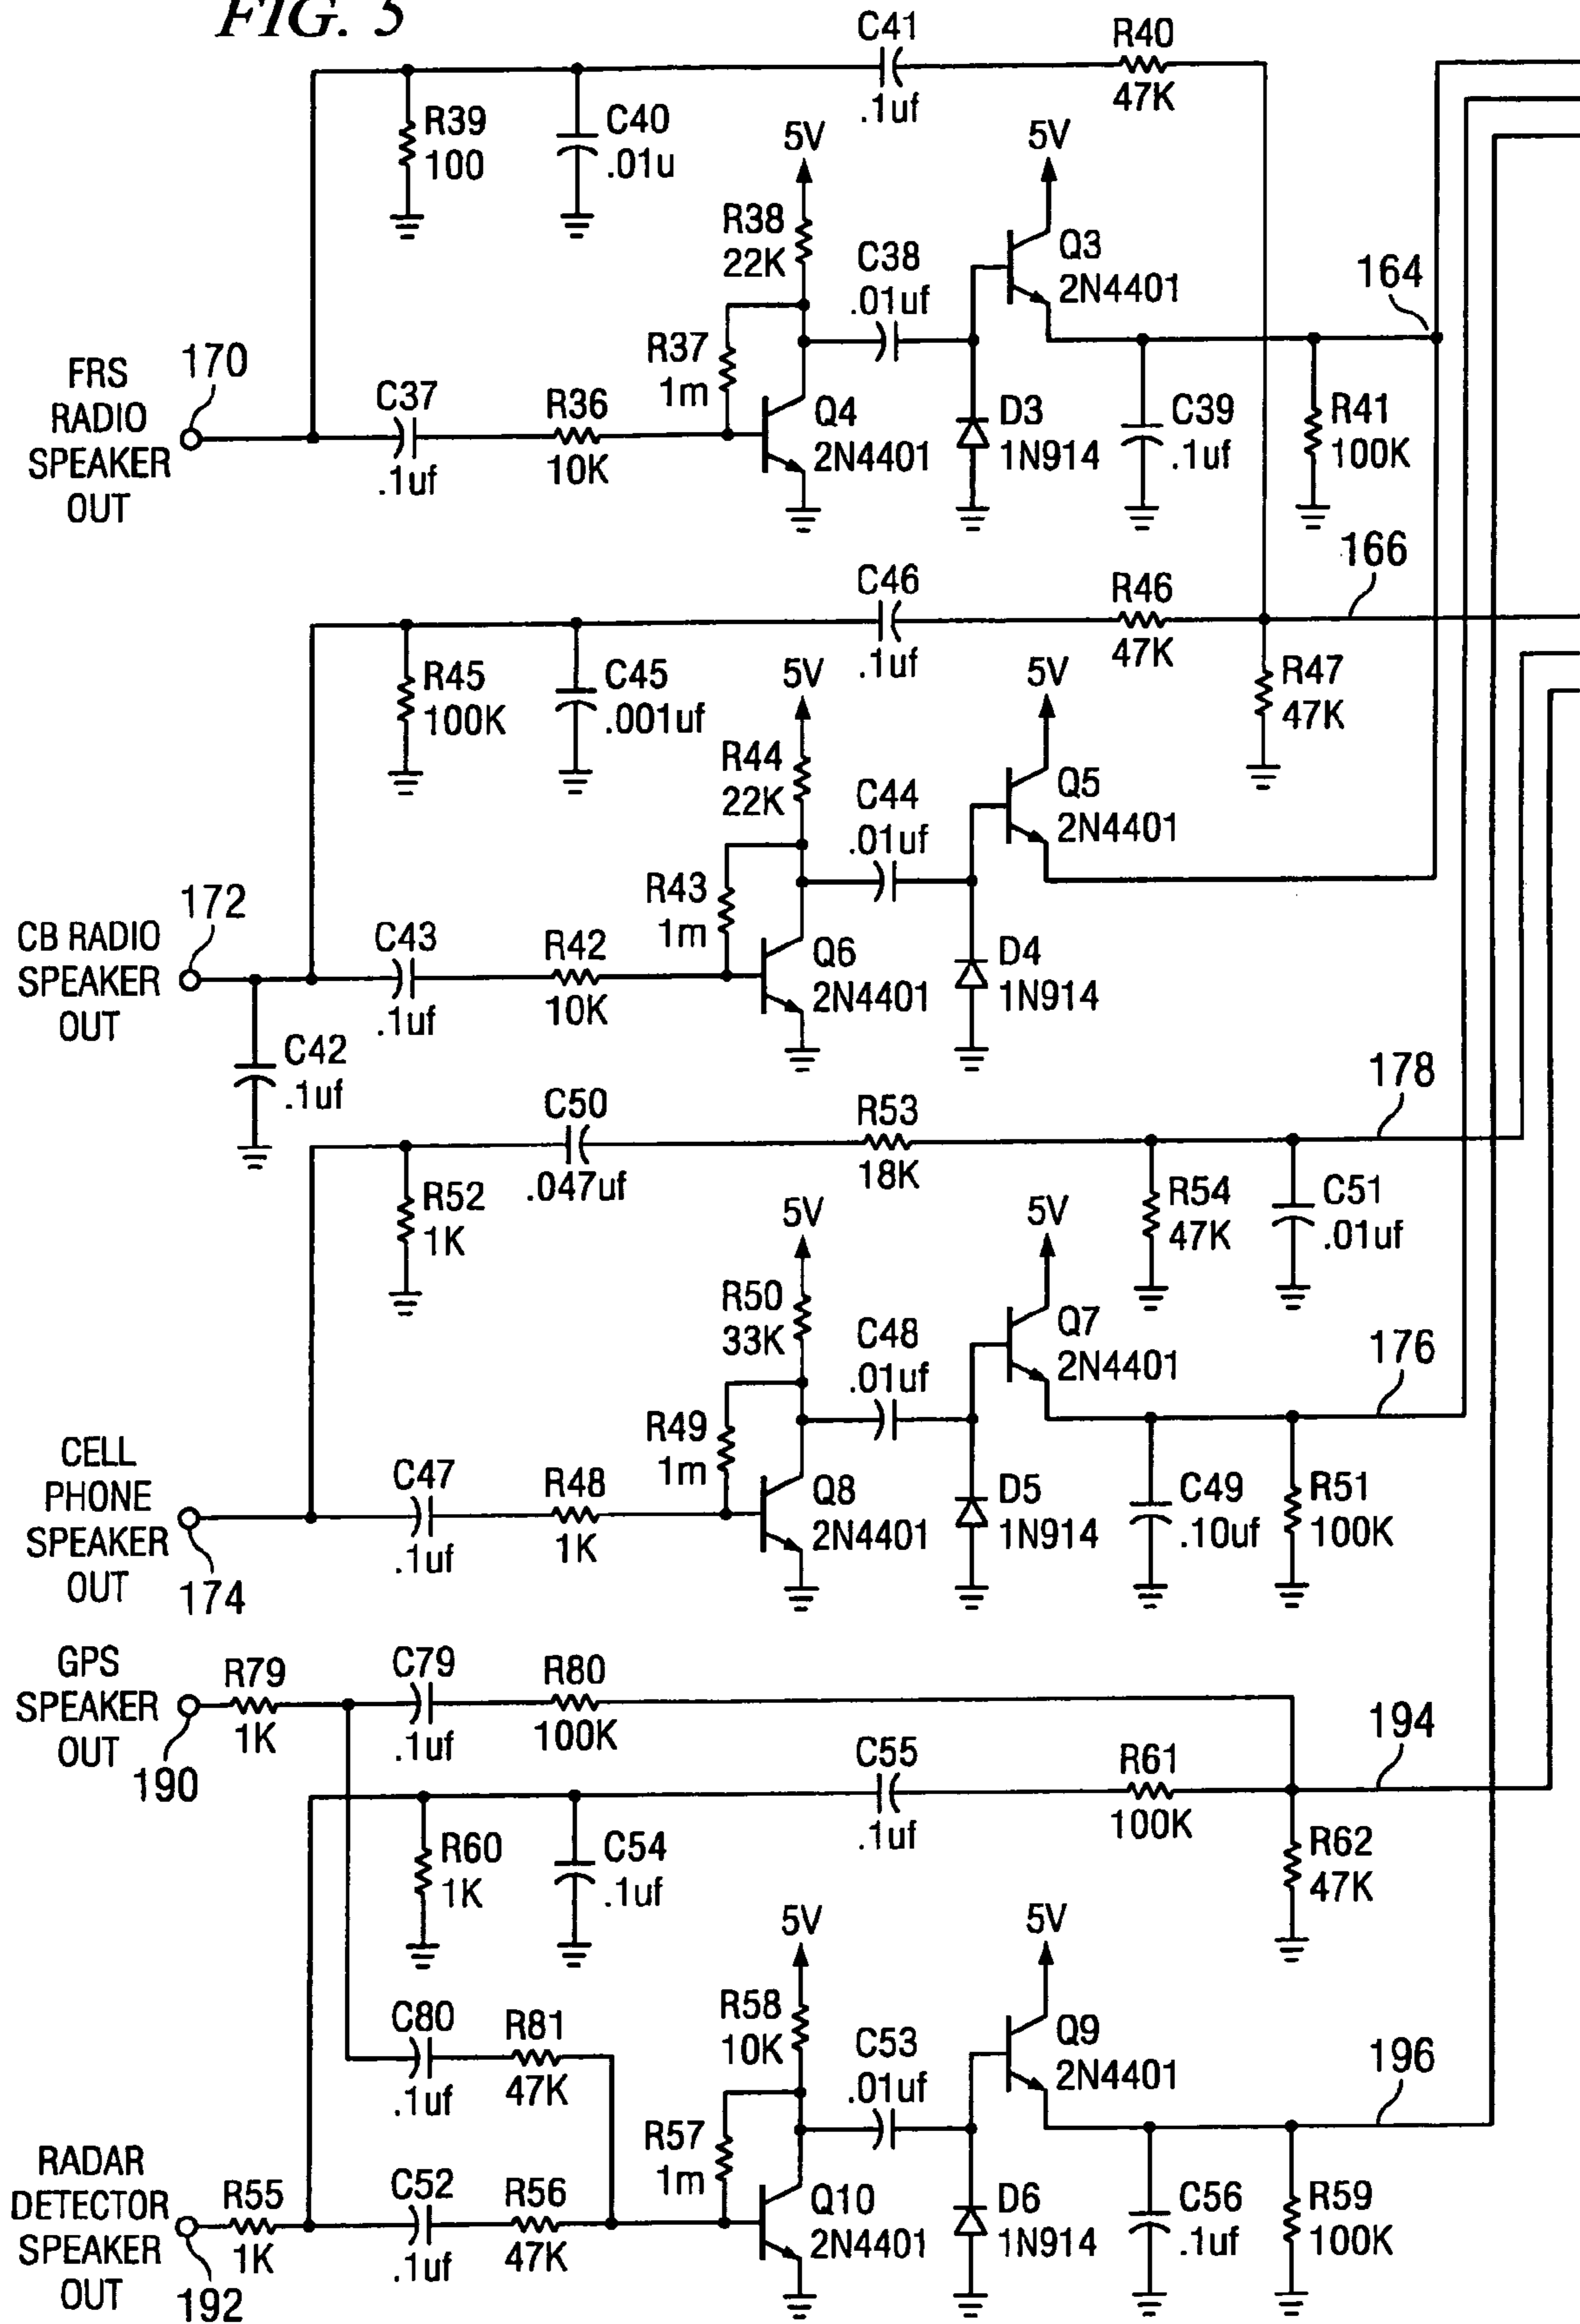 FIG. 5
C41
.1uf
R40
47K
R39
100
C40
.01u
5V
5V
R38
22K
C38
.01uf
Q3
2N4401
164
FRS
RADIO
SPEAKER
OUT
170
C37
.1uf
R36
10K
R37
1m
Q4
2N4401
D3
1N914
C39
.1uf
R41
100K
166
C46
.1uf
R46
47K
R45
100K
C45
.001uf
5V
5V
R47
47K
R44
22K
C44
.01uf
Q5
2N4401
CB RADIO
SPEAKER
OUT
172
C43
.1uf
R42
10K
R43
1m
Q6
2N4401
D4
1N914
C42
.1uf
178
C50
.047uf
R53
18K
R52
1K
5V
5V
R54
47K
C51
.01uf
R50
33K
C48
.01uf
Q7
2N4401
176
CELL
PHONE
SPEAKER
OUT
174
C47
.1uf
R48
1K
R49
1m
Q8
2N4401
D5
1N914
C49
.10uf
R51
100K
GPS
SPEAKER
OUT
190
R79
1K
C79
.1uf
R80
100K
194
C55
.1uf
R61
100K
R60
1K
C54
.1uf
R62
47K
5V
5V
C80
.1uf
R81
47K
R58
10K
C53
.01uf
Q9
2N4401
196
RADAR
DETECTOR
SPEAKER
OUT
192
R55
1K
C52
.1uf
R56
47K
R57
1m
Q10
2N4401
D6
1N914
C56
.1uf
R59
100K